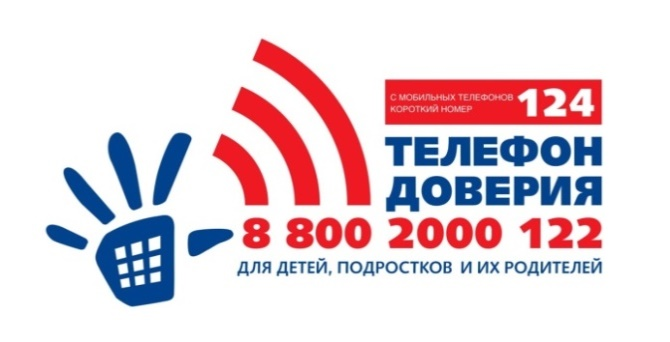 С МОБИЛЬНЫХ ТЕЛЕФОНОВ
КОРОТКИЙ НОМЕР 124
ТЕЛЕФОН
ДОВЕРИЯ
8 800 2000 122
ДЛЯ ДЕТЕЙ, ПОДРОСТКОВ И ИХ РОДИТЕЛЕЙ